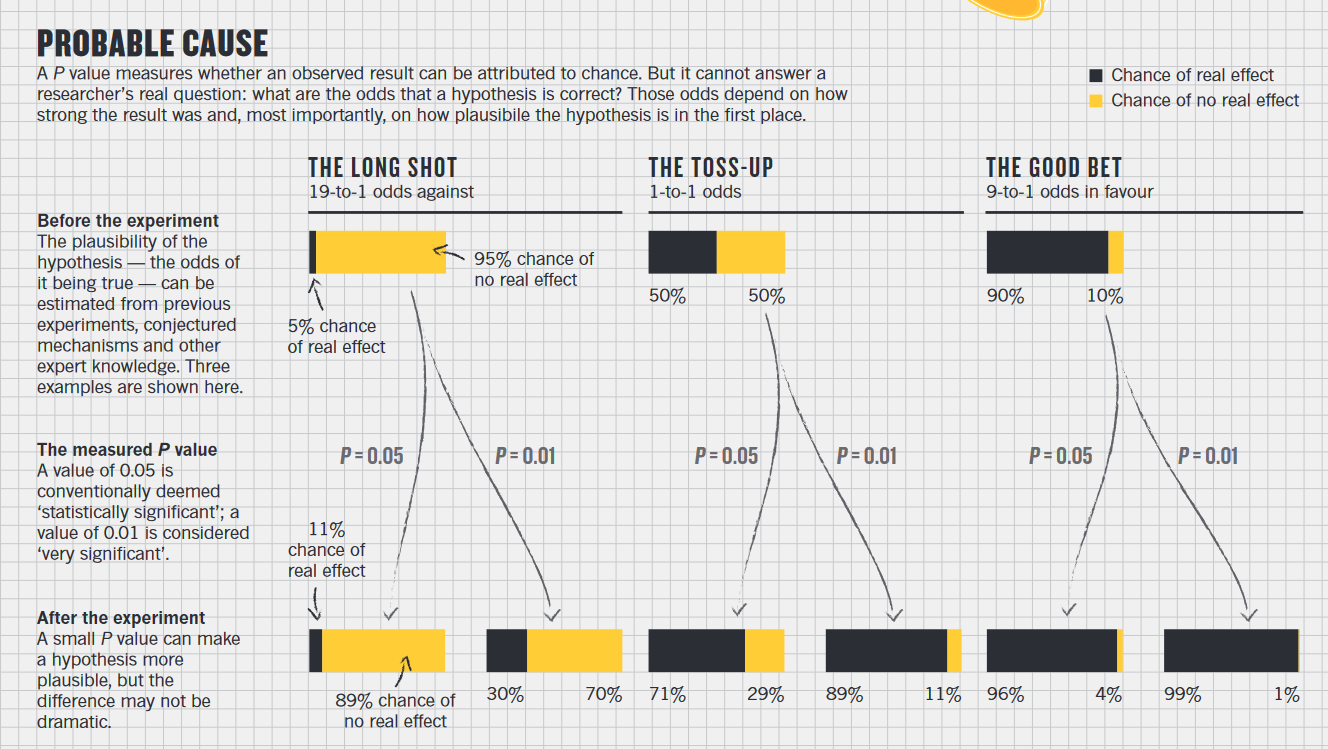 PROBABLE CAUSE
A P value measures whether an observed result can be attributed to chance. But it cannot answer a
researcher’s real question: what are the odds that a hypothesis is correct? Those odds depend on how
strong the result was and, most importantly, on how plausibile the hypothesis is in the first place.
Chance of real effect
Chance of no real effect
THE LONG SHOT
19-to-1 odds against
THE TOSS-UP
1-to-1 odds
THE GOOD BET
9-to-1 odds in favour
Before the experiment
The plausibility of the
hypothesis — the odds of
it being true — can be
estimated from previous
experiments, conjectured
mechanisms and other
expert knowledge. Three
examples are shown here.
95% chance of
no real effect
5% chance
of real effect
50% 50%
90% 10%
The measured P value
A value of 0.05 is
conventionally deemed
‘statistically significant’; a
value of 0.01 is considered
‘very significant’.
P = 0.05
P = 0.01
P = 0.05
P = 0.01
P = 0.05
P = 0.01
11%
chance of
real effect
After the experiment
A small P value can make
a hypothesis more
plausible, but the
difference may not be
dramatic.
89% chance of
no real effect
30% 70%
71% 29%
89% 11%
96% 4%
99% 1%